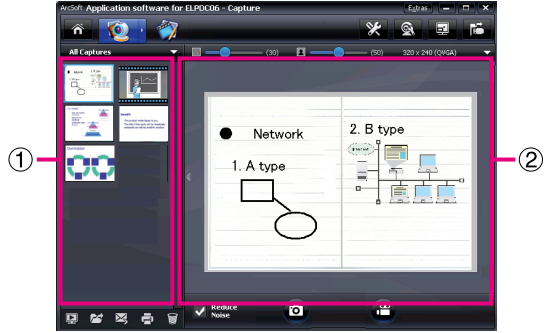 ArcSoft Application software for ELPDC06 - Capture
Extras
All Captures
(30)
(50)
320 x 240 (QVGA)
Network
1. A type
2. B type
Reduce
Noise
1
2